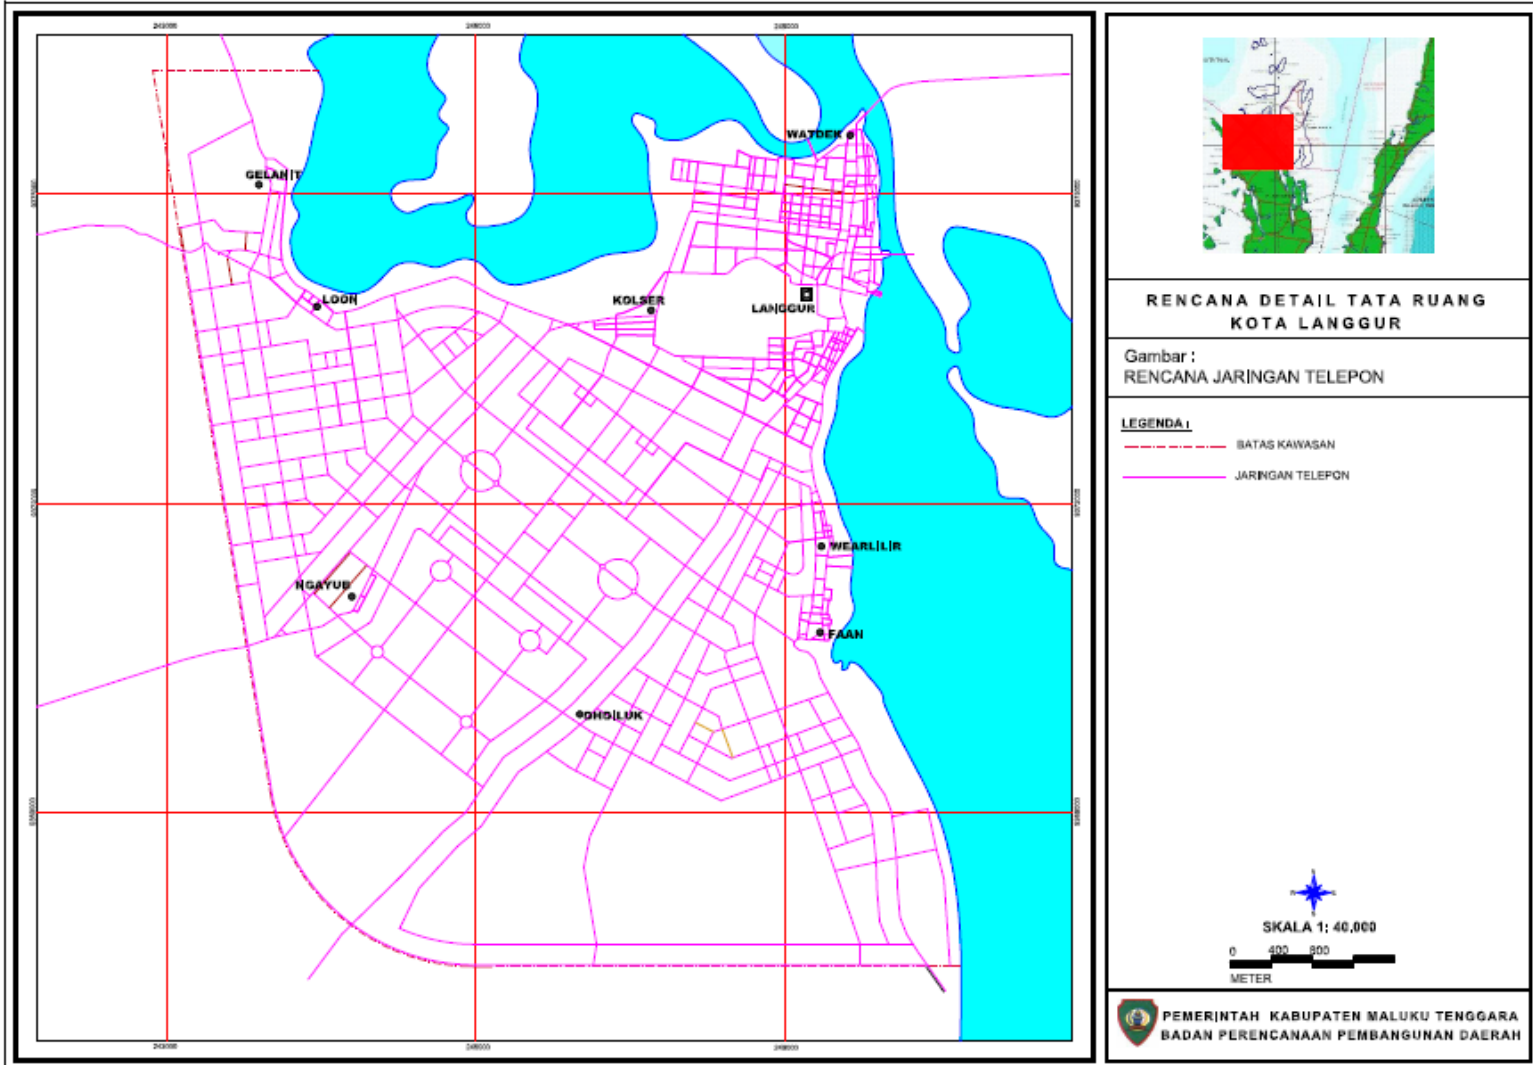 WATDEK
GELANIT
LOON
KOLSER
LANGGUR
WEARLILIR
NGAYUB
FAAN
OHOILUK
RENCANA DETAIL TATA RUANG
KOTA LANGGUR
Gambar :
RENCANA JARINGAN TELEPON
LEGENDA :
BATAS KAWASAN
JARINGAN TELEPON
SKALA 1: 40,000
0 400 800
METER
PEMERINTAH KABUPATEN MALUKU TENGGARA
BADAN PERENCANAAN PEMBANGUNAN DAERAH